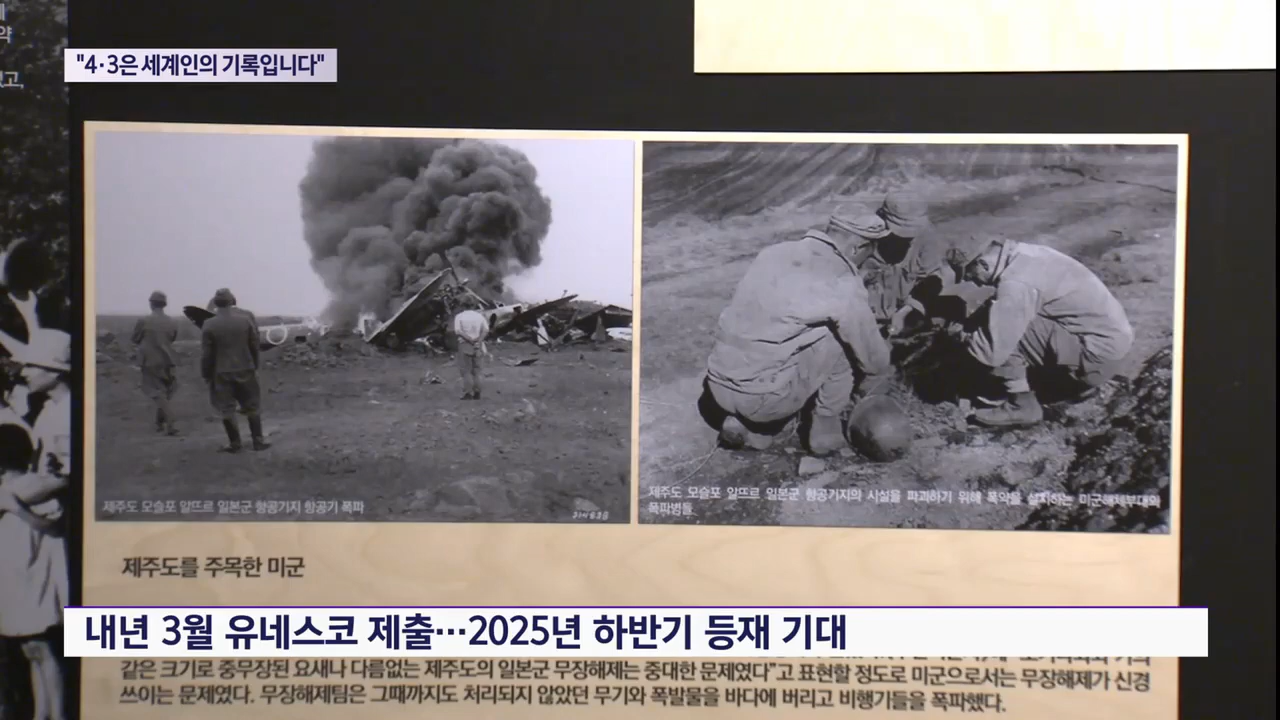 "4·3은 세계인의 기록입니다"
제주도 모슬포 알뜨르 일본군 항공기지 항공기 폭파
제주도 모슬포 알뜨르 일본군 항공기지의 시설을 파괴하기 위해 폭약을 설치하는 미군해체부대의
폭파병들
제주도를 주목한 미군
내년 3월 유네스코 제출…2025년 하반기 등재 기대
같은 크기로 중무장된 요새나 다름없는 제주도의 일본군 무장해제는 중대한 문제였다"고 표현할 정도로 미군으로서는 무장해제가 신경
쓰이는 문제였다. 무장해제팀은 그때까지도 처리되지 않았던 무기와 폭발물을 바다에 버리고 비행기들을 폭파했다.